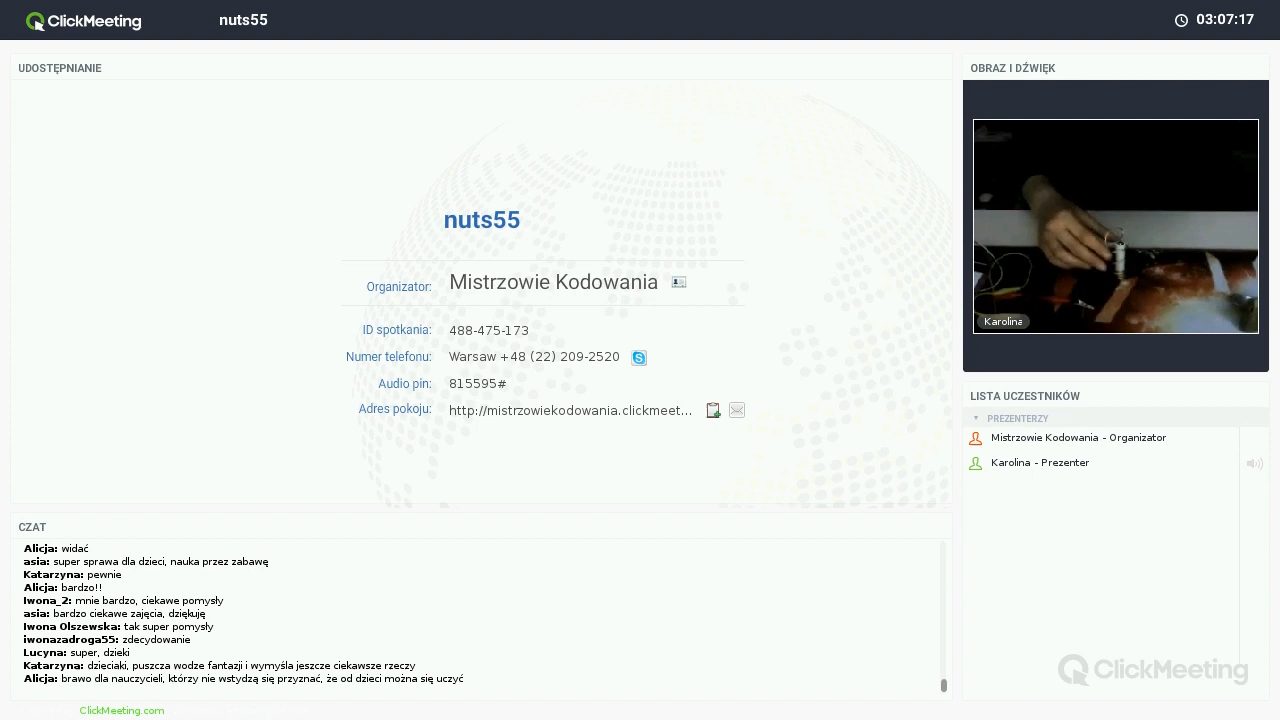 ClickMeeting
nuts55
03:07:17
UDOSTĘPNIANIE
nuts55
Organizator: Mistrzowie Kodowania
ID spotkania: 488-475-173
Numer telefonu: Warsaw +48 (22) 209-2520
Audio pin: 815595#
Adres pokoju: http://mistrzowiekodowania.clickmeet...
OBRAZ I DŹWIĘK
Karolina
LISTA UCZESTNIKÓW
PREZENTERZY
Mistrzowie Kodowania - Organizator
Karolina - Prezenter
CZAT
Alicja: widać
asia: super sprawa dla dzieci, nauka przez zabawę
Katarzyna: pewnie
Alicja: bardzo!!
Iwona_2: mnie bardzo, ciekawe pomysły
asia: bardzo ciekawe zajęcia, dziękuję
Iwona Olszewska: tak super pomysły
iwonazadroga55: zdecydowanie
Lucyna: super, dzieki
Katarzyna: dzieciaki, puszcza wodze fantazji i wymyśla jeszcze ciekawsze rzeczy
Alicja: brawo dla nauczycieli, którzy nie wstydzą się przyznać, że od dzieci można się uczyć
ClickMeeting
ClickMeeting.com